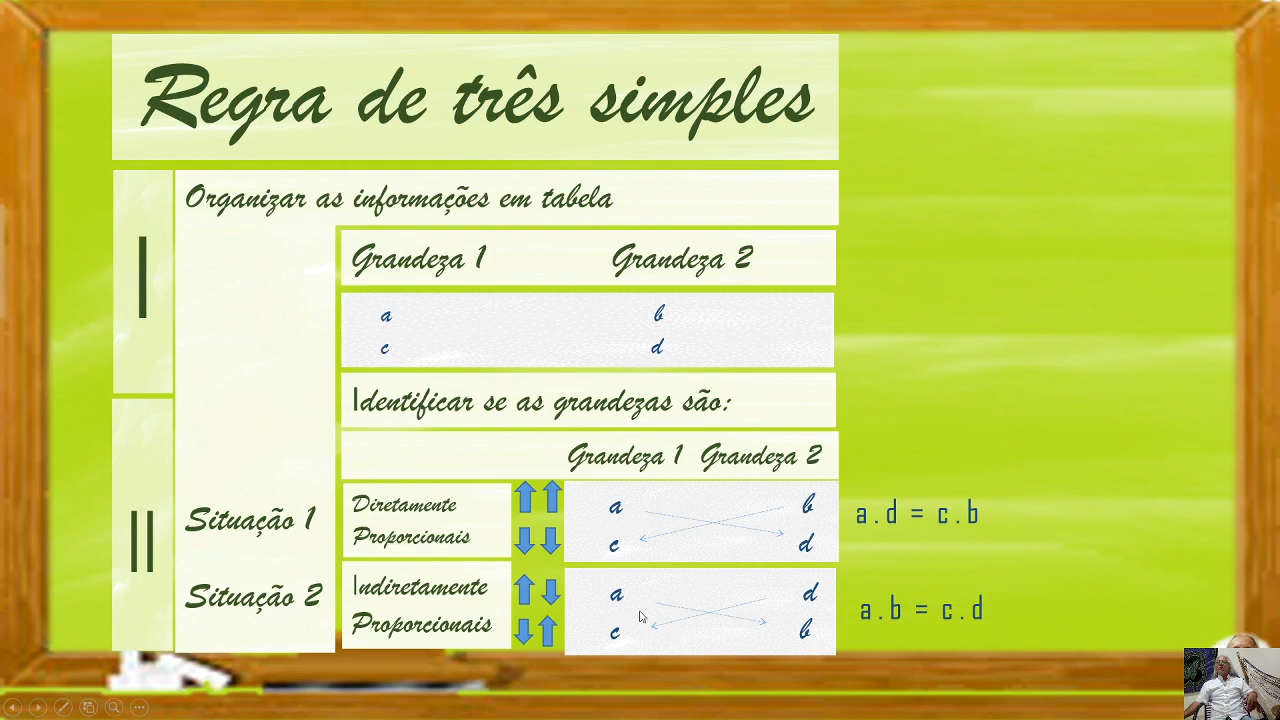 Regra de três simples
I
Organizar as informações em tabela
Grandeza 1 Grandeza 2
a b
c d
II
Identificar se as grandezas são:
Grandeza 1 Grandeza 2
Situação 1
Diretamente
Proporcionais
a b
c d
a.d = c.b
Situação 2
Indiretamente
Proporcionais
a d
c b
a.b = c.d